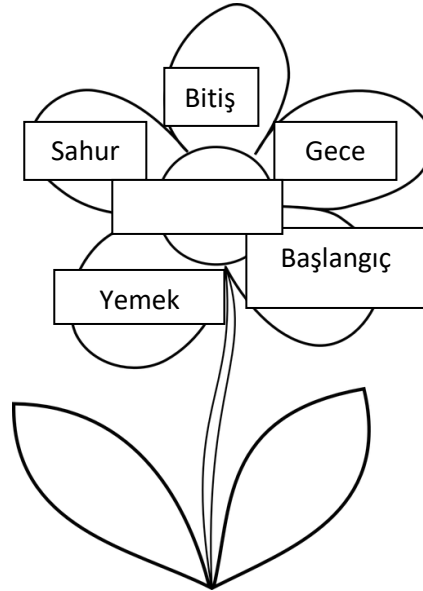 Bitiş
Sahur
Gece
Başlangıç
Yemek